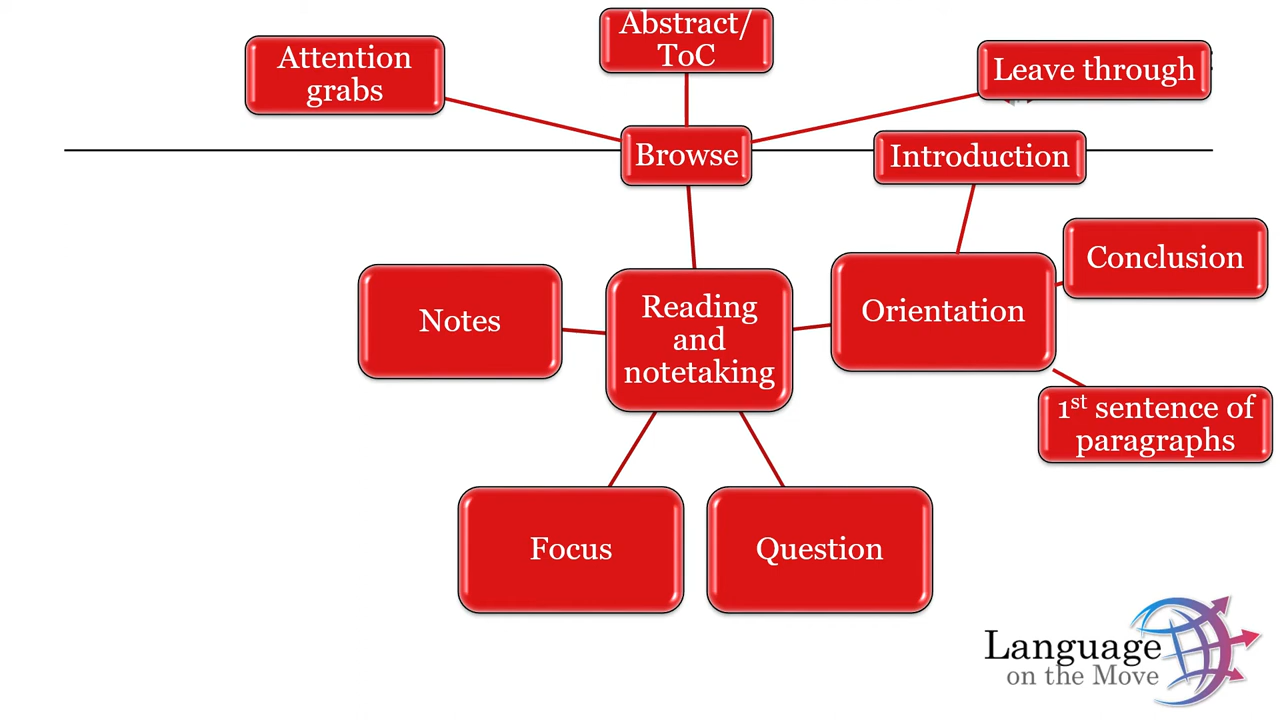 Abstract/
ToC
Attention
grabs
Leave through
Browse
Introduction
Conclusion
Notes
Reading
and
notetaking
Orientation
1st sentence of
paragraphs
Focus
Question
Language
on the Move